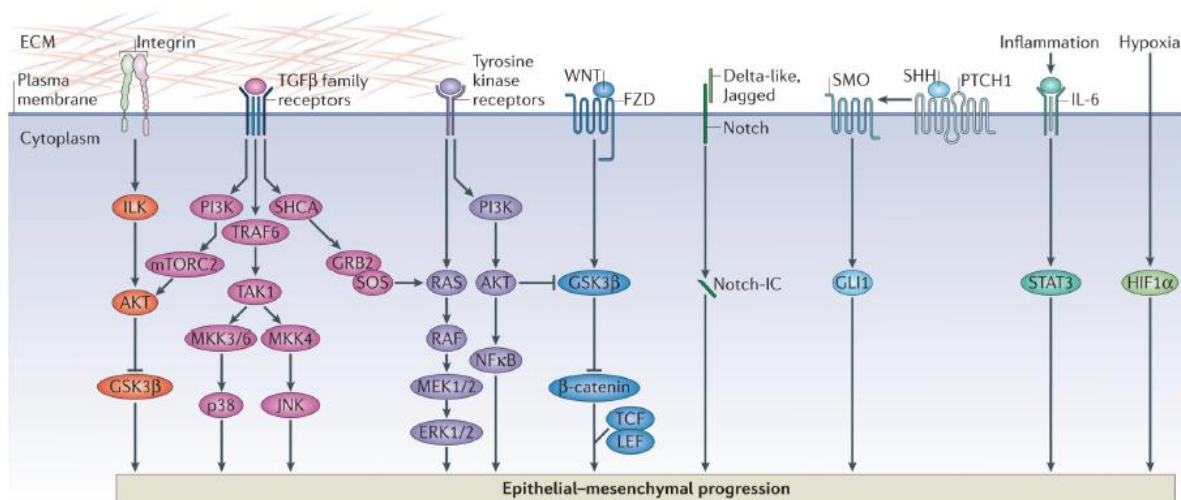 ECM
Integrin
Plasma
membrane
Cytoplasm
TGFβ family
receptors
Tyrosine
kinase
receptors
WNT
FZD
Delta-like,
Jagged
Notch
SMO
SHH
PTCH1
Inflammation
IL-6
Hypoxia
ILK
PI3K
SHCA
PI3K
TRAF6
mTORC2
GRB2
SOS
RAS
AKT
GSK3β
Notch-IC
GLI1
STAT3
HIF1α
AKT
TAK1
MKK3/6
MKK4
RAF
NFκB
GSK3β
p38
JNK
MEK1/2
β-catenin
ERK1/2
TCF
LEF
Epithelial–mesenchymal progression